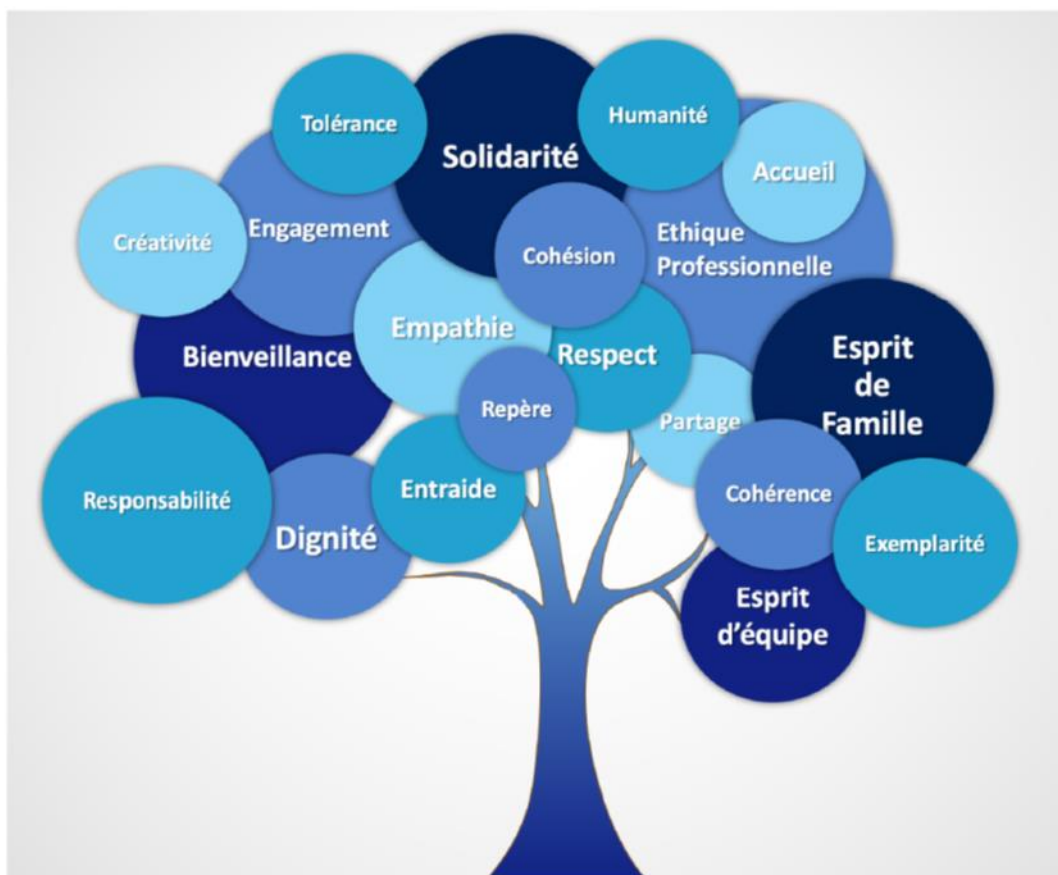 Tolérance
Solidarité
Humanité
Accueil
Créativité
Engagement
Cohésion
Ethique
Professionnelle
Bienveillance
Empathie
Respect
Esprit
de
Famille
Repère
Partage
Responsabilité
Dignité
Entraide
Cohérence
Exemplarité
Esprit
d'équipe